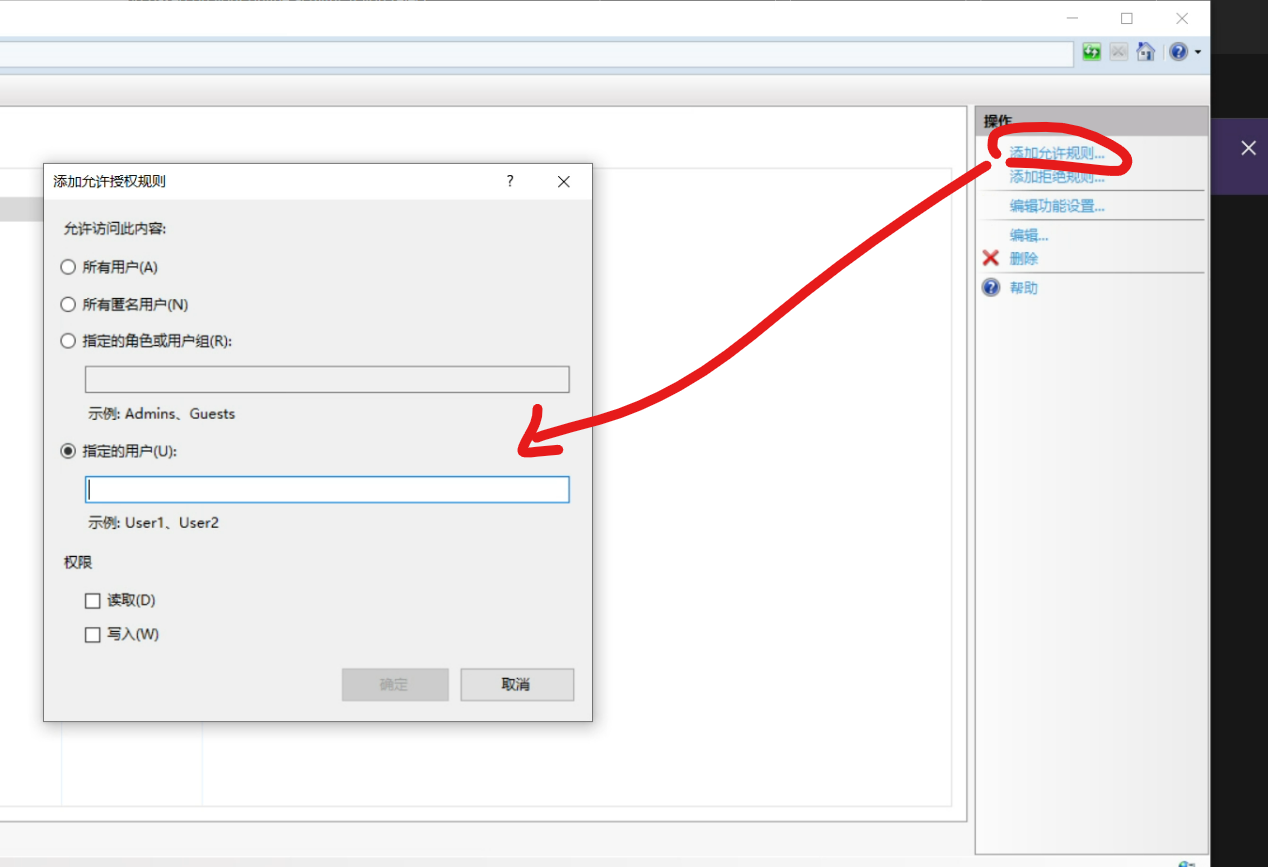 操作
添加允许规则...
添加拒绝规则...
编辑功能设置...
编辑...
删除
帮助
添加允许授权规则
允许访问此内容:
所有用户(A)
所有匿名用户(N)
指定的角色或用户组(R):
示例: Admins、Guests
指定的用户(U):
示例: User1、User2
权限
读取(D)
写入(W)
确定
取消